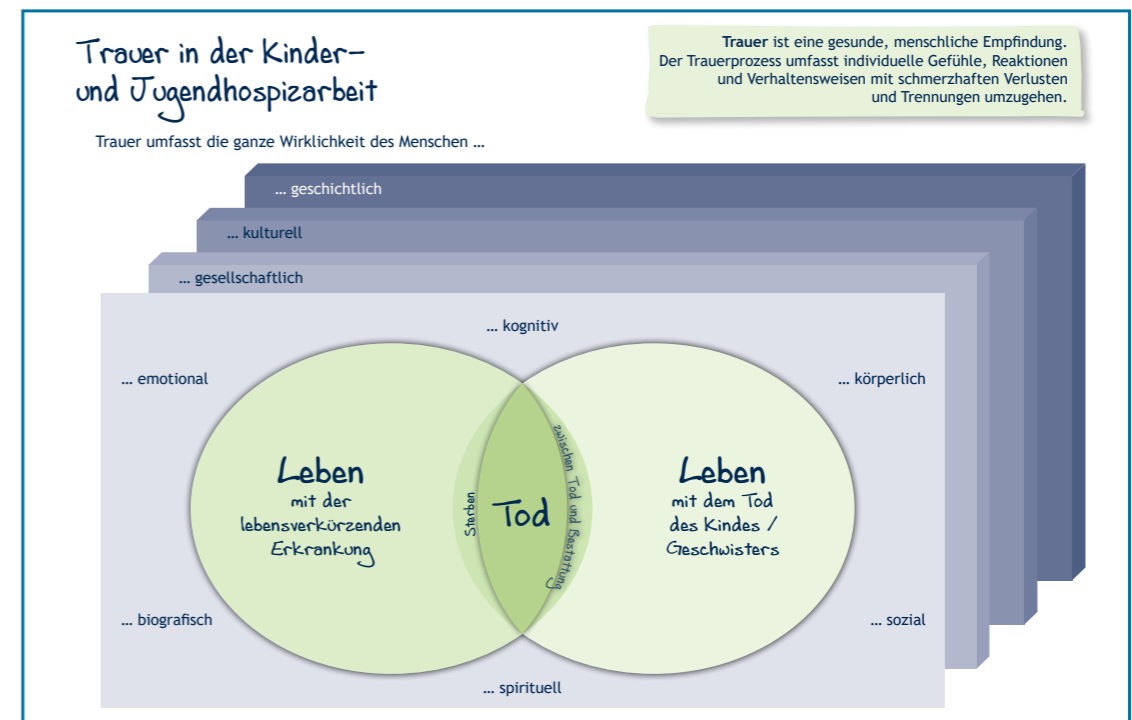 Trauer in der Kinder-
und Jugendhospizarbeit
Trauer ist eine gesunde, menschliche Empfindung.
Der Trauerprozess umfasst individuelle Gefühle, Reaktionen
und Verhaltensweisen mit schmerzhaften Verlusten
und Trennungen umzugehen.
Trauer umfasst die ganze Wirklichkeit des Menschen …
… geschichtlich
… kulturell
… gesellschaftlich
… kognitiv
… emotional
… körperlich
Leben
mit der
lebensverkürzenden
Erkrankung
Sterben
Tod
zwischen Tod und Bestattung
Leben
mit dem Tod
des Kindes /
Geschwisters
… biografisch
… sozial
… spirituell